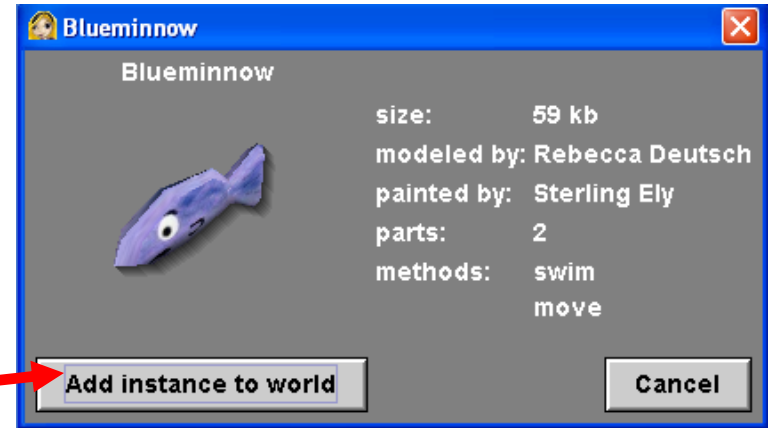 Blueminnow
Blueminnow
size: 59 kb
modeled by: Rebecca Deutsch
painted by: Sterling Ely
parts: 2
methods: swim
move
Add instance to world
Cancel